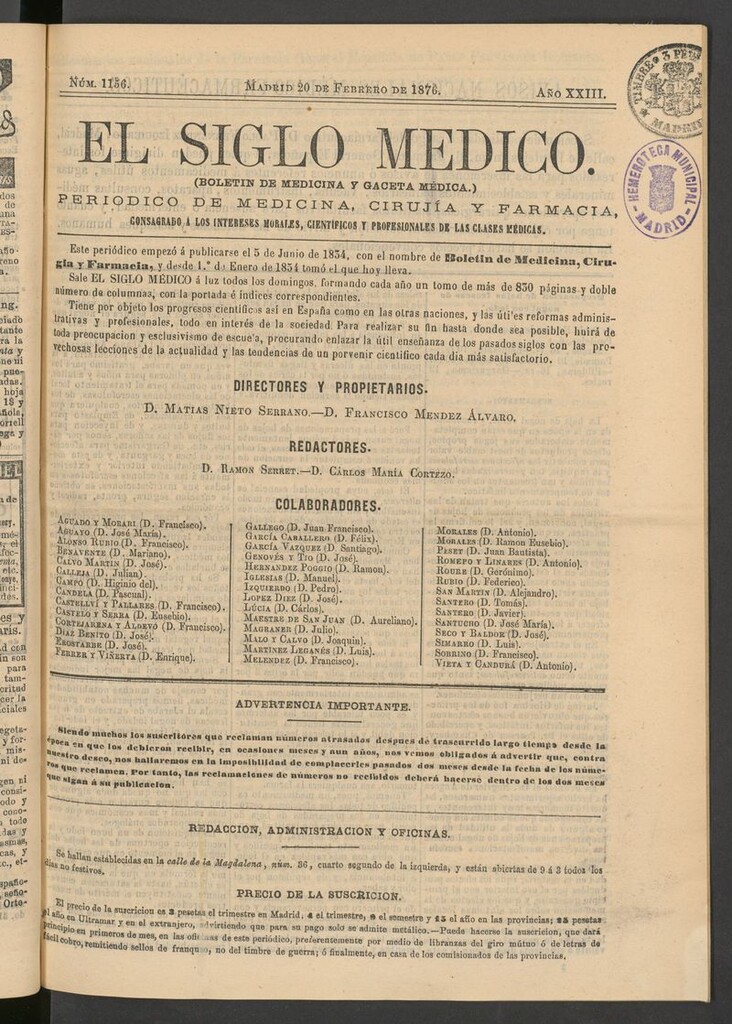 NÚM. 1156.
MADRID 20 DE FEBRERO DE 1876.
AÑO XXIII.
TIMBRE 3 PE
MADRID
HEMEROTECA MUNICIPAL
MADRID
EL SIGLO MEDICO.
(BOLETIN DE MEDICINA Y GACETA MÉDICA.)
PERIODICO DE MEDICINA, CIRUJÍA Y FARMACIA,
CONSAGRADO Á LOS INTERESES MORALES, CIENTÍFICOS Y PROFESIONALES DE LAS CLASES MÉDICAS.
Este periódico empezó á publicarse el 5 de Junio de 1834, con el nombre de Boletin de Medicina, Ciru-
gia y Farmacia, y desde 1.º de Enero de 1854 tomó el que hoy lleva.
Sale EL SIGLO MÉDICO á luz todos los domingos, formando cada año un tomo de más de 830 páginas y doble
número de columnas, con la portada é índices correspondientes.
Tiene por objeto los progresos científicos así en España como en las otras naciones, y las útiles reformas adminis-
trativas y profesionales, todo en interés de la sociedad. Para realizar su fin hasta donde sea posible, huirá de
toda preocupacion y esclusivismo de escuela, procurando enlazar la útil enseñanza de los pasados siglos con las pro-
vechosas lecciones de la actualidad y las tendencias de un porvenir científico cada dia más satisfactorio.
DIRECTORES Y PROPIETARIOS.
D. MATIAS NIETO SERRANO.—D. FRANCISCO MENDEZ ÁLVARO.
REDACTORES.
D. RAMON SERRET.—D. CÁRLOS MARÍA CORTEZO.
COLABORADORES.
AGUADO Y MORARI (D. Francisco).
AGUAYO (D. José María).
ALONSO RUBIO (D. Francisco).
BENAVENTE (D. Mariano).
CALVO MARTIN (D. José).
CALLEJA (D. Julian).
CAMPÓ (D. Higinio del).
CANDELA (D. Pascual).
CASTELLVÍ Y PALLARES (D. Francisco).
CASTELO Y SERRA (D. Eusebio).
CORTEJARENA Y ALDEVÓ (D. Francisco).
DIAZ BENITO (D. José).
EROSTARBE (D. José).
FERRER Y VIÑERTA (D. Enrique).
GALLEGO (D. Juan Francisco).
GARCÍA CABALLERO (D. Félix).
GARCÍA VAZQUEZ (D. Santiago).
GENOVÉS Y TIO (D. José).
HERNANDEZ POGGIO (D. Ramon).
IGLESIAS (D. Manuel).
IZQUIERDO (D. Pedro).
LOPEZ DIEZ (D. José).
LÚCIA (D. Cárlos).
MAESTRE DE SAN JUAN (D. Aureliano).
MAGRANER (D. Julio).
MALO Y CALVO (D. Joaquin).
MARTINEZ LEGANÉS (D. Luis).
MELENDEZ (D. Francisco).
MORALES (D. Antonio).
MORALES (D. Ramon Eusebio).
PESET (D. Juan Bautista).
ROMERO Y LINARES (D. Antonio).
ROURE (D. Gerónimo).
RUBIO (D. Federico).
SAN MARTIN (D. Alejandro).
SANTERO (D. Tomás).
SANTERO (D. Javier).
SANTUCHO (D. José María).
SECO Y BALDOR (D. José).
SIMARRO (D. Luis).
SOBRINO (D. Francisco).
VIETA Y CANDURÁ (D. Antonio).
ADVERTENCIA IMPORTANTE.
Siendo muchos los suscritores que reclaman números atrasados despues de trascurrido largo tiempo desde la
época en que los debieron recibir, en ocasiones meses y aun años, nos vemos obligados á advertir que, contra
nuestro deseo, nos hallaremos en la imposibilidad de complacerles pasados dos meses desde la fecha de los núme-
ros que reclamen. Por tanto, las reclamaciones de números no recibidos deberá hacerse dentro de los dos meses
que sigan á su publicacion.
REDACCION, ADMINISTRACION Y OFICINAS.
Se hallan establecidas en la calle de la Magdalena, núm. 36, cuarto segundo de la izquierda, y están abiertas de 9 á 3 todos los
dias no festivos.
PRECIO DE LA SUSCRICION.
El precio de la suscricion es 3 pesetas el trimestre en Madrid, 4 el trimestre, 8 el semestre y 15 el año en las provincias; 25 pesetas
el año en Ultramar y en el extranjero, advirtiendo que para su pago solo se admite metálico.—Puede hacerse la suscricion, que dará
principio en primeros de mes, en las oficinas de este periódico, preferentemente por medio de libranzas del giro mútuo ó de letras de
fácil cobro, remitiendo sellos de franqueo, no del timbre de guerra; ó finalmente, en casa de los comisionados de las provincias.